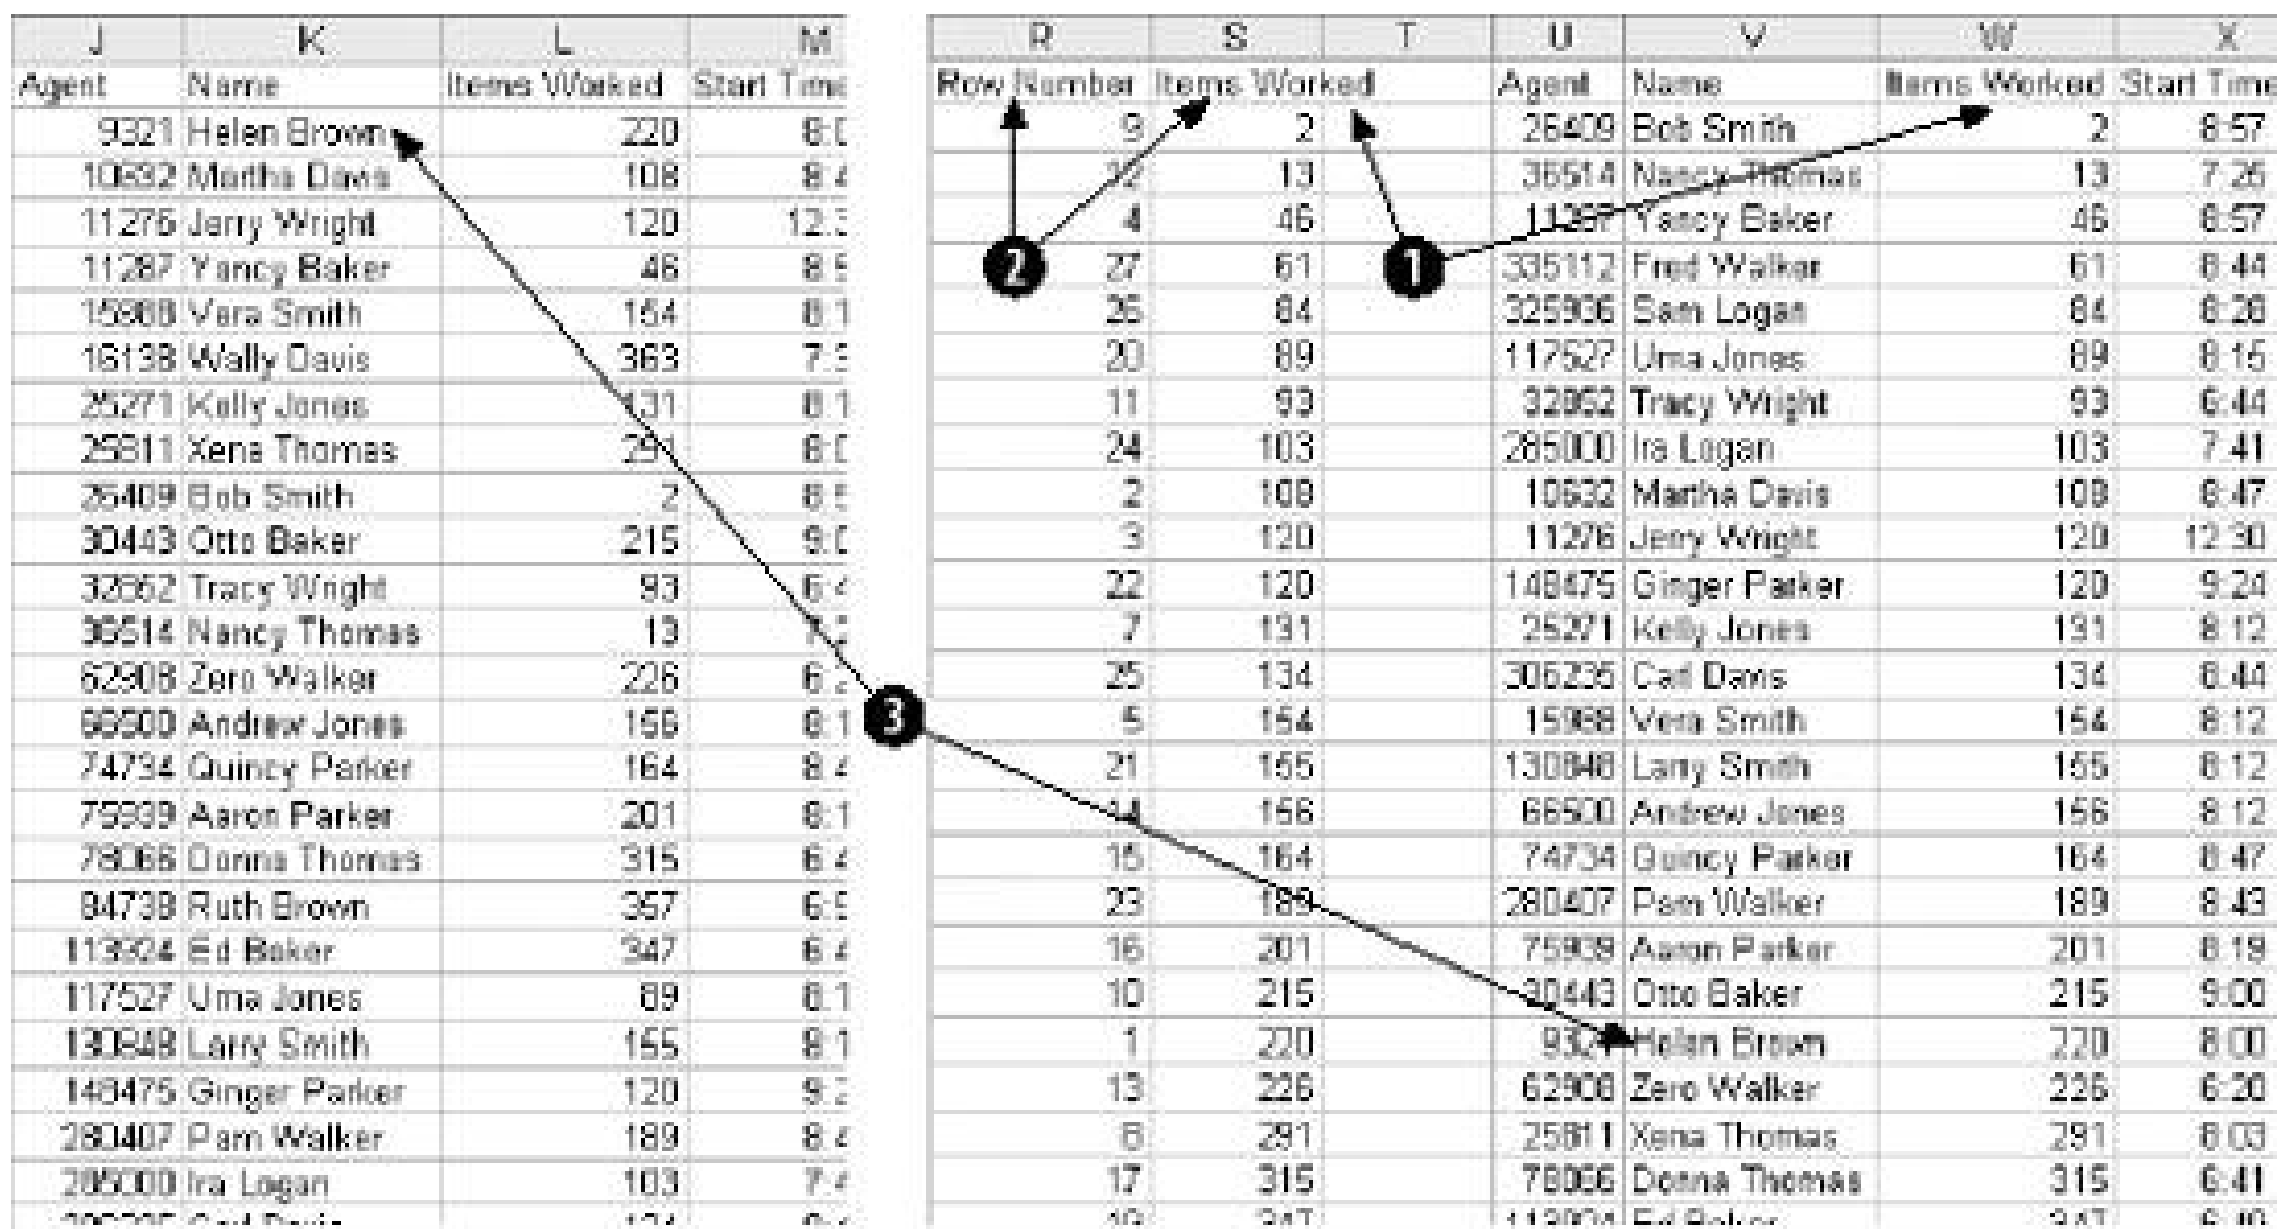 J K L M R S T U V W X
Agent Name Items Worked Start Time Row Number Items Worked Agent Name Items Worked Start Time
9321 Helen Brown 220 9 2 26409 Bob Smith 2 8:57
10632 Martha Davis 108 12 13 36514 Nancy Thomas 13 7:26
11276 Jerry Wright 120 4 46 11287 Yancy Baker 46 8:57
11287 Yancy Baker 46 2 27 61 1 335112 Fred Walker 61 8:44
15988 Vera Smith 154 26 84 325936 Sam Logan 84 8:28
16138 Wally Davis 363 20 89 117527 Uma Jones 89 8:15
25271 Kelly Jones 131 11 93 Tracy Wright 93 6:44
25811 Xena Thomas 291 24 103 285000 Ira Logan 103 7:41
26409 Bob Smith 2 2 108 10632 Martha Davis 108 8:47
30443 Otto Baker 215 3 120 11276 Jerry Wright 120 12:30
Tracy Wright 93 22 120 148475 Ginger Parker 120 9:24
36514 Nancy Thomas 13 7 131 25271 Kelly Jones 131 8:12
62908 Zero Walker 226 25 134 306235 Carl Davis 134 8:44
66500 Andrew Jones 156 3 5 154 15988 Vera Smith 154 8:12
74734 Quincy Parker 164 21 155 130848 Larry Smith 155 8:12
75939 Aaron Parker 201 14 156 66500 Andrew Jones 156 8:12
78066 Donna Thomas 315 15 164 74734 Quincy Parker 164 8:47
84738 Ruth Brown 357 23 189 280407 Pam Walker 189 8:43
113924 Ed Baker 347 16 201 75939 Aaron Parker 201 8:19
117527 Uma Jones 89 10 215 30443 Otto Baker 215 9:00
130848 Larry Smith 155 1 220 9321 Helen Brown 220 8:00
148475 Ginger Parker 120 13 226 62908 Zero Walker 226 6:20
280407 Pam Walker 189 8 291 25811 Xena Thomas 291 8:03
285000 Ira Logan 103 17 315 78066 Donna Thomas 315 6:41